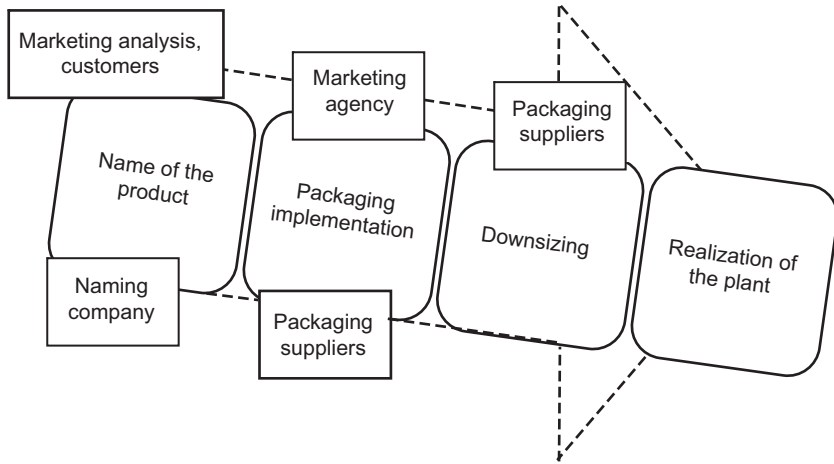 Marketing analysis,
customers
Marketing
agency
Packaging
suppliers
Name of the
product
Packaging
implementation
Downsizing
Realization of
the plant
Naming
company
Packaging
suppliers